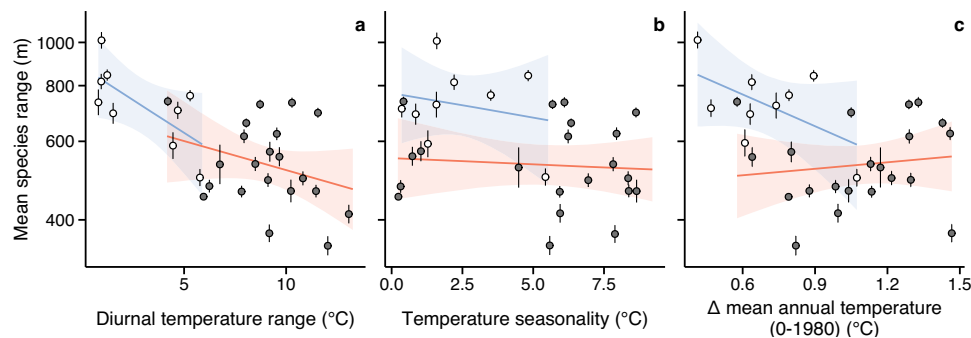 a
b
c
Mean species range (m)
1000
800
600
400
5
10
0.0
2.5
5.0
7.5
0.6
0.9
1.2
1.5
Diurnal temperature range (°C)
Temperature seasonality (°C)
Δ mean annual temperature
(0-1980) (°C)